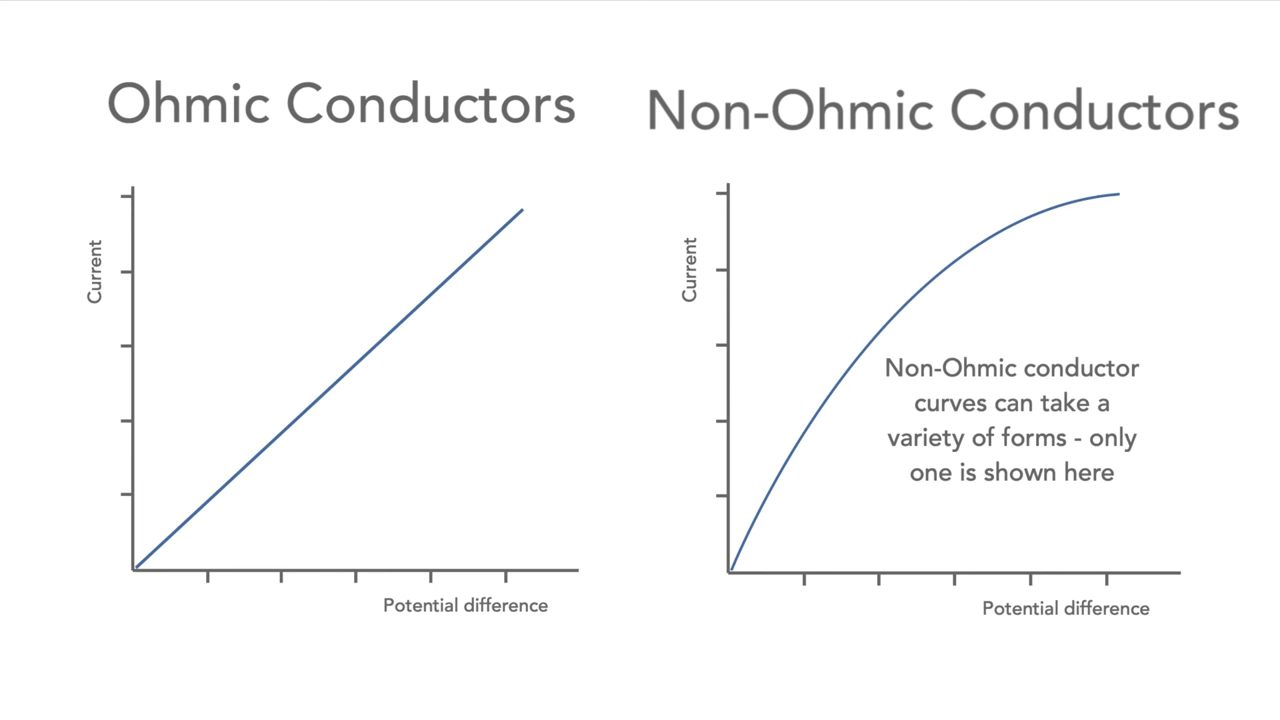 Ohmic Conductors
Non-Ohmic Conductors
Current
Potential difference
Current
Non-Ohmic conductor
curves can take a
variety of forms - only
one is shown here
Potential difference